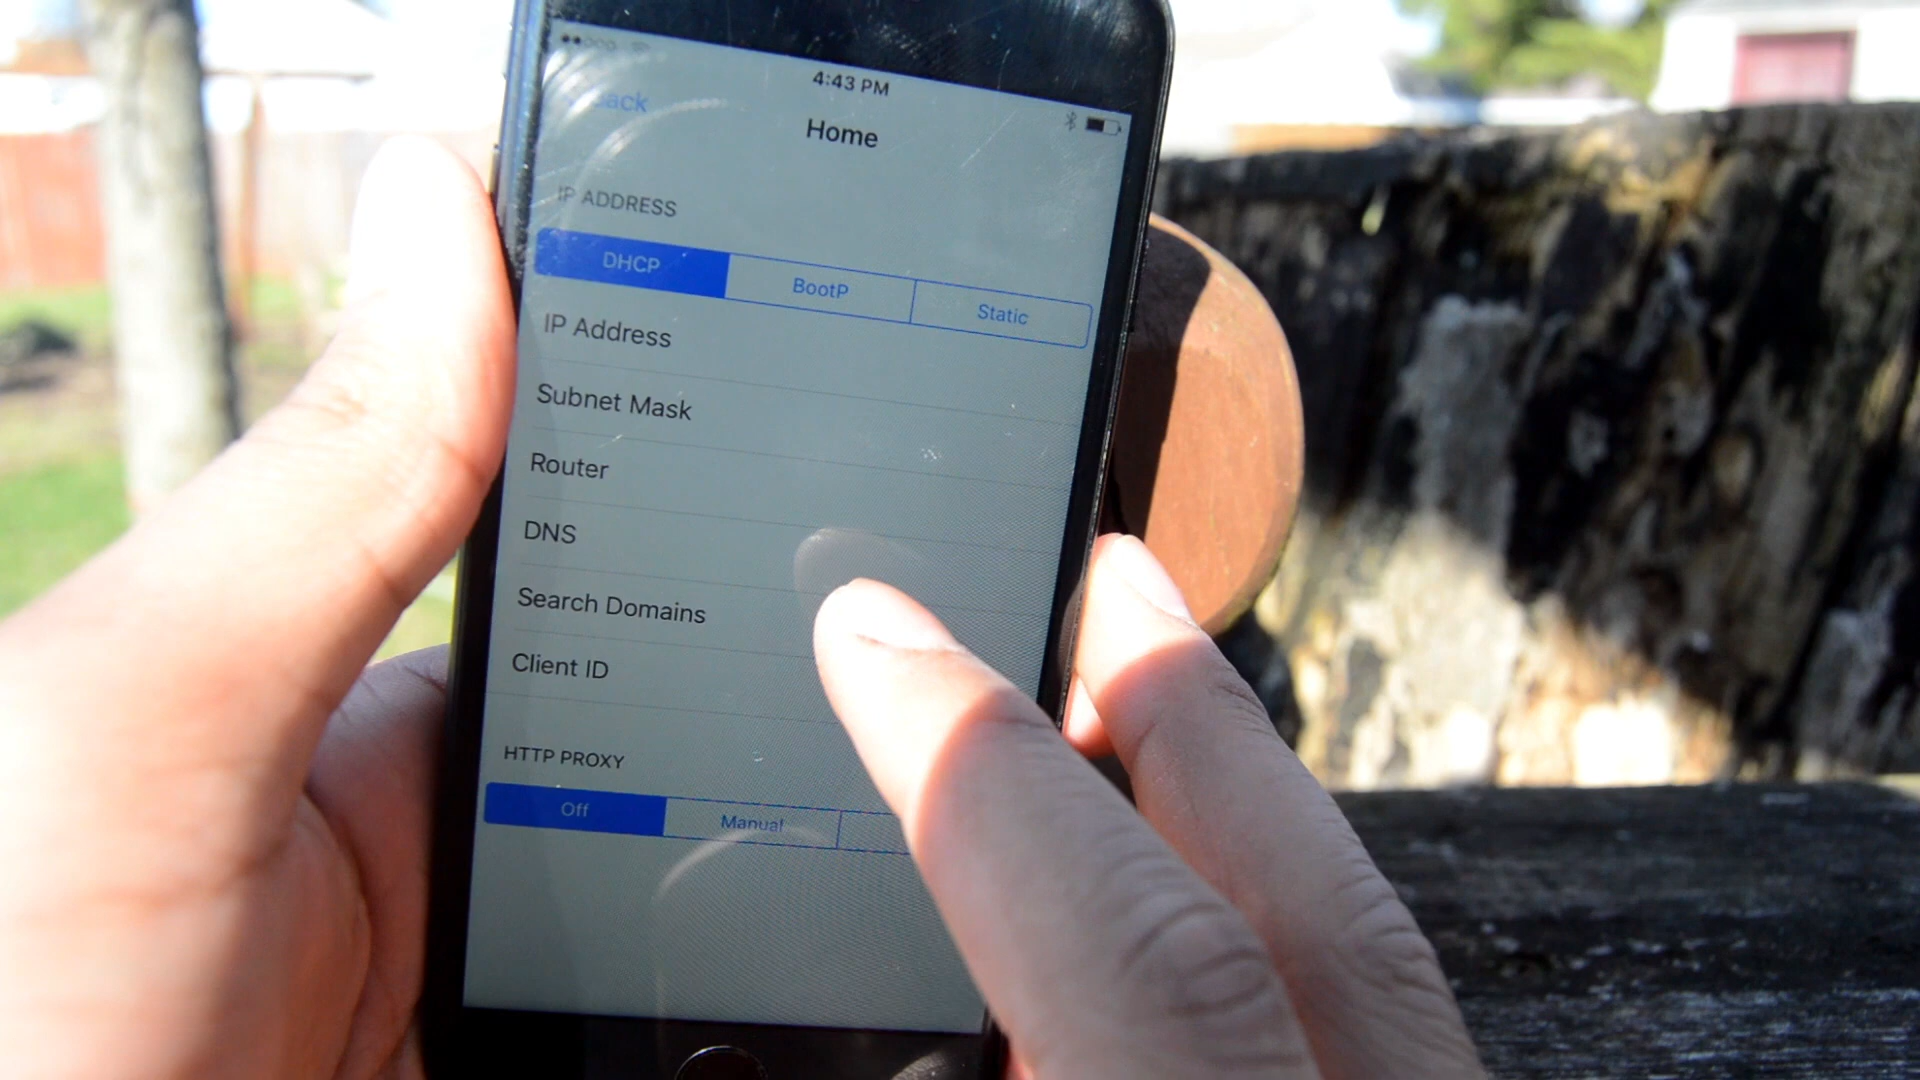 4:43 PM
Back
Home
IP ADDRESS
DHCP BootP Static
IP Address
Subnet Mask
Router
DNS
Search Domains
Client ID
HTTP PROXY
Off Manual